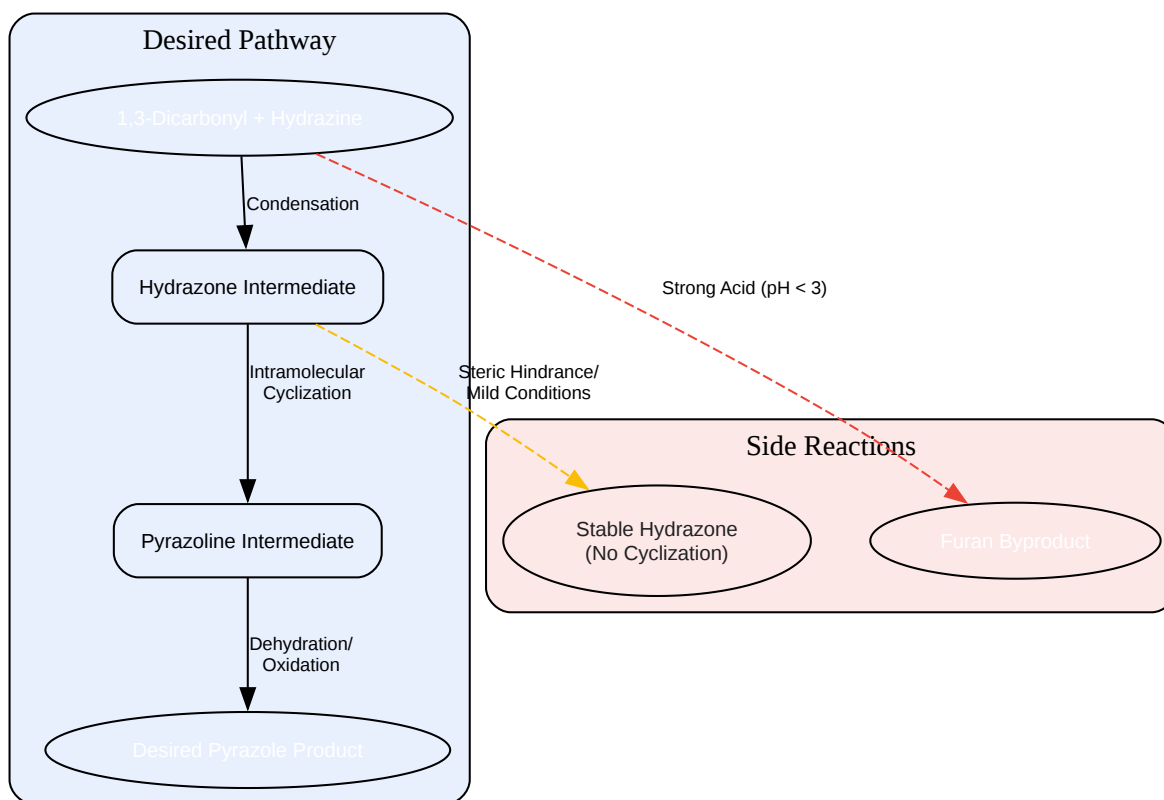 Desired Pathway
1,3-Dicarbonyl + Hydrazine
Condensation
Hydrazone Intermediate
Strong Acid (pH < 3)
Intramolecular
Cyclization
Steric Hindrance/
Mild Conditions
Side Reactions
Pyrazoline Intermediate
Stable Hydrazone
(No Cyclization)
Furan Byproduct
Dehydration/
Oxidation
Desired Pyrazole Product